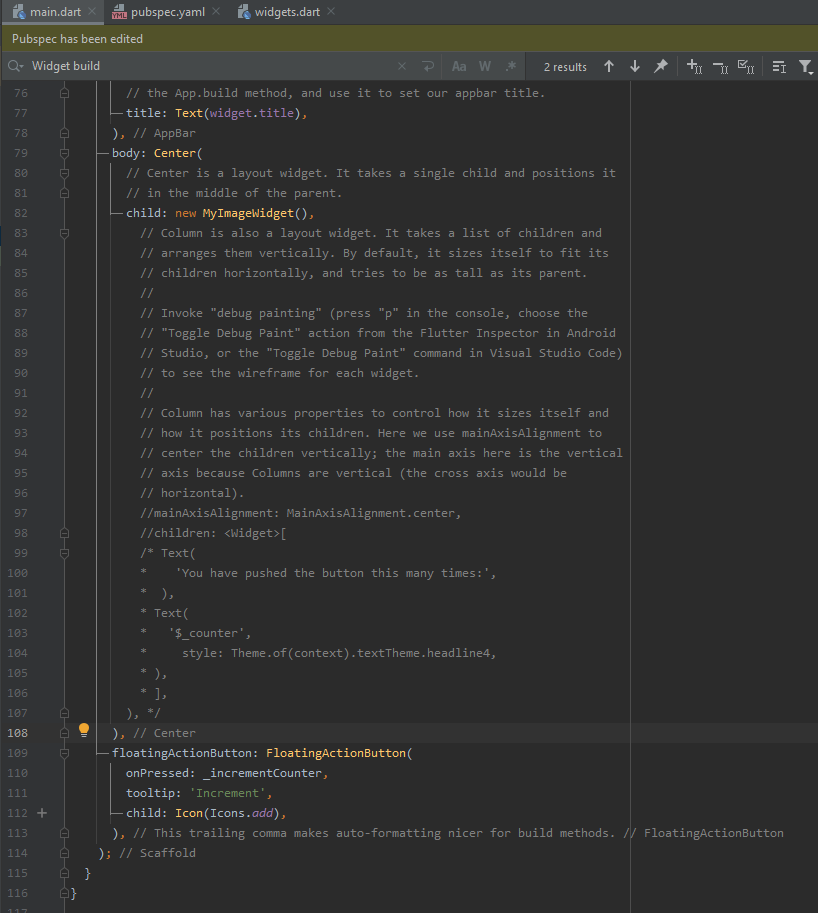 main.dart pubspec.yaml widgets.dart
Pubspec has been edited
Widget build Aa W .* 2 results
76 // the App.build method, and use it to set our appbar title.
77 title: Text(widget.title),
78 ), // AppBar
79 body: Center(
80 // Center is a layout widget. It takes a single child and positions it
81 // in the middle of the parent.
82 child: new MyImageWidget(),
83 // Column is also a layout widget. It takes a list of children and
84 // arranges them vertically. By default, it sizes itself to fit its
85 // children horizontally, and tries to be as tall as its parent.
86 //
87 // Invoke "debug painting" (press "p" in the console, choose the
88 // "Toggle Debug Paint" action from the Flutter Inspector in Android
89 // Studio, or the "Toggle Debug Paint" command in Visual Studio Code)
90 // to see the wireframe for each widget.
91 //
92 // Column has various properties to control how it sizes itself and
93 // how it positions its children. Here we use mainAxisAlignment to
94 // center the children vertically; the main axis here is the vertical
95 // axis because Columns are vertical (the cross axis would be
96 // horizontal).
97 //mainAxisAlignment: MainAxisAlignment.center,
98 //children: <Widget>[
99 /* Text(
100 * 'You have pushed the button this many times:',
101 * ),
102 * Text(
103 * '$_counter',
104 * style: Theme.of(context).textTheme.headline4,
105 * ),
106 * ],
107 ), */
108 ), // Center
109 floatingActionButton: FloatingActionButton(
110 onPressed: _incrementCounter,
111 tooltip: 'Increment',
112 child: Icon(Icons.add),
113 ), // This trailing comma makes auto-formatting nicer for build methods. // FloatingActionButton
114 ); // Scaffold
115 }
116 }